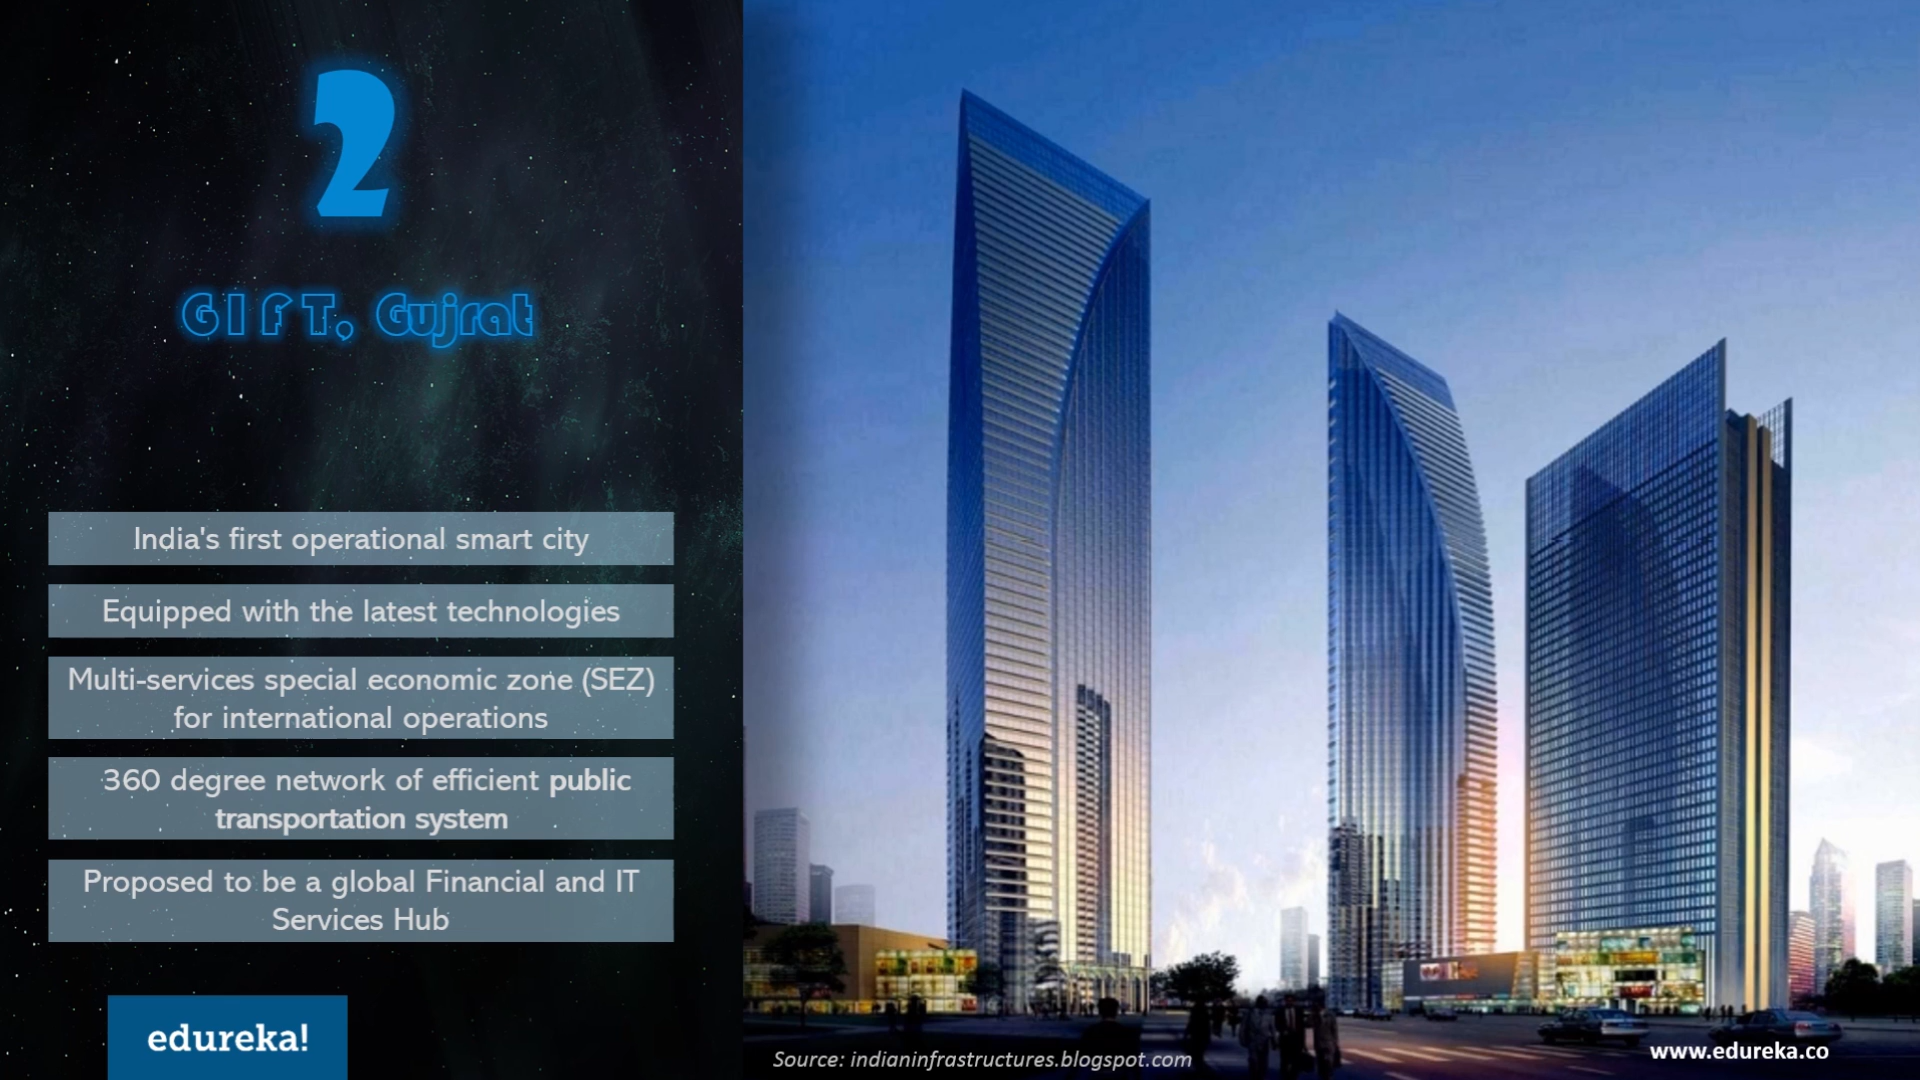 2
GIFT, Gujrat
India's first operational smart city
Equipped with the latest technologies
Multi-services special economic zone (SEZ)
for international operations
360 degree network of efficient public
transportation system
Proposed to be a global Financial and IT
Services Hub
edureka!
Source: indianinfrastructures.blogspot.com
www.edureka.co